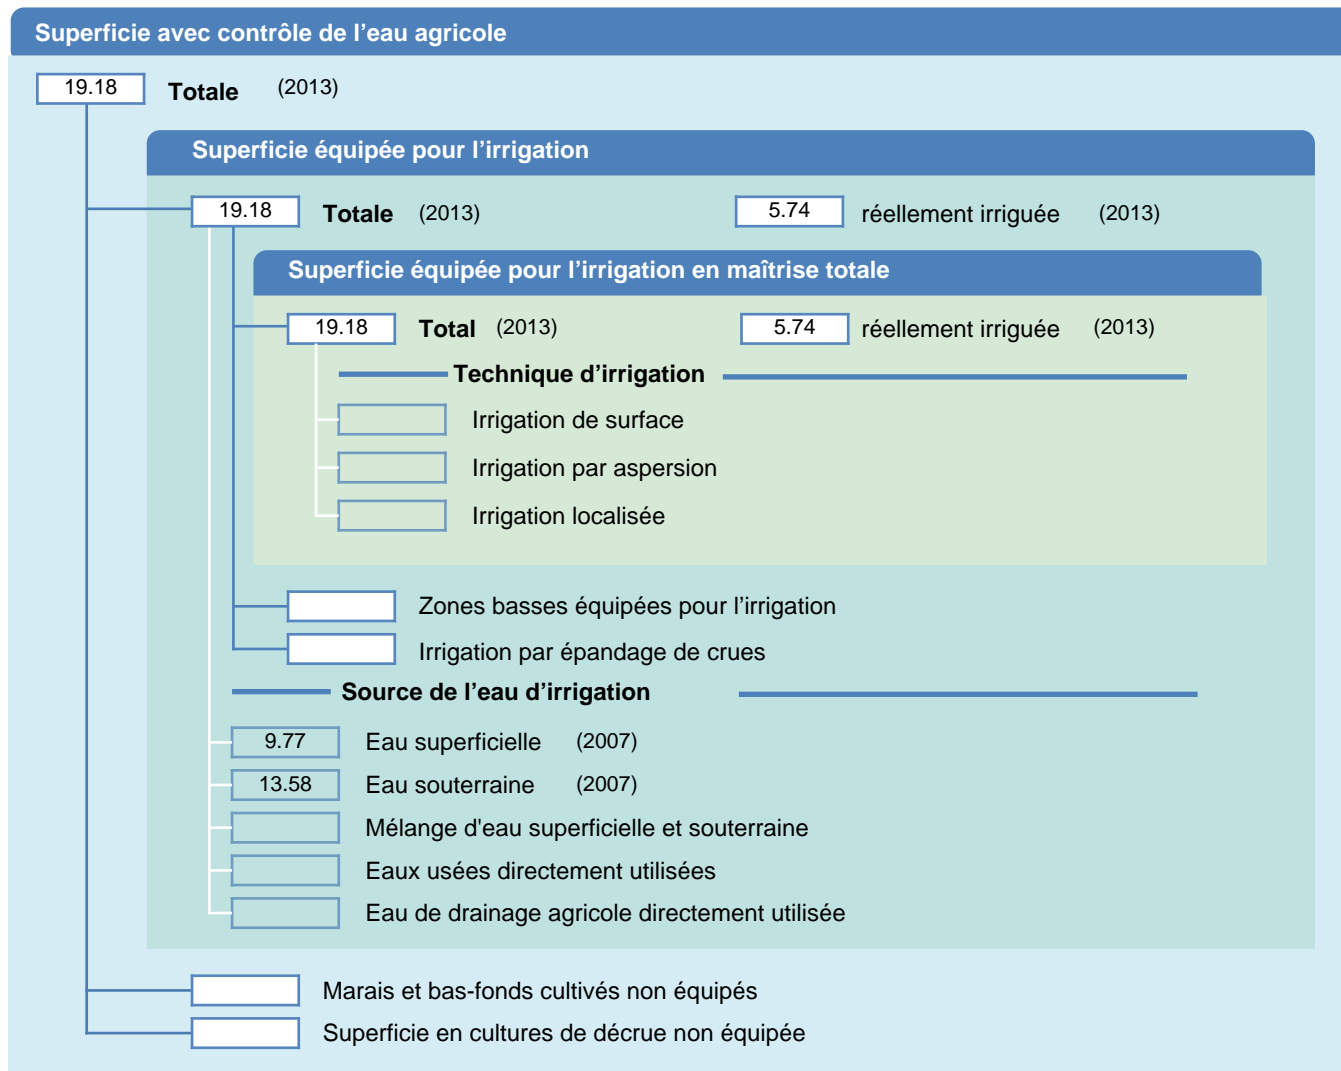 Superficie avec contrôle de l’eau agricole
19.18 Totale (2013)
Superficie équipée pour l’irrigation
19.18 Totale (2013) 5.74 réellement irriguée (2013)
Superficie équipée pour l’irrigation en maîtrise totale
19.18 Total (2013) 5.74 réellement irriguée (2013)
Technique d’irrigation
Irrigation de surface
Irrigation par aspersion
Irrigation localisée
Zones basses équipées pour l’irrigation
Irrigation par épandage de crues
Source de l’eau d’irrigation
9.77 Eau superficielle (2007)
13.58 Eau souterraine (2007)
Mélange d'eau superficielle et souterraine
Eaux usées directement utilisées
Eau de drainage agricole directement utilisée
Marais et bas-fonds cultivés non équipés
Superficie en cultures de décrue non équipée